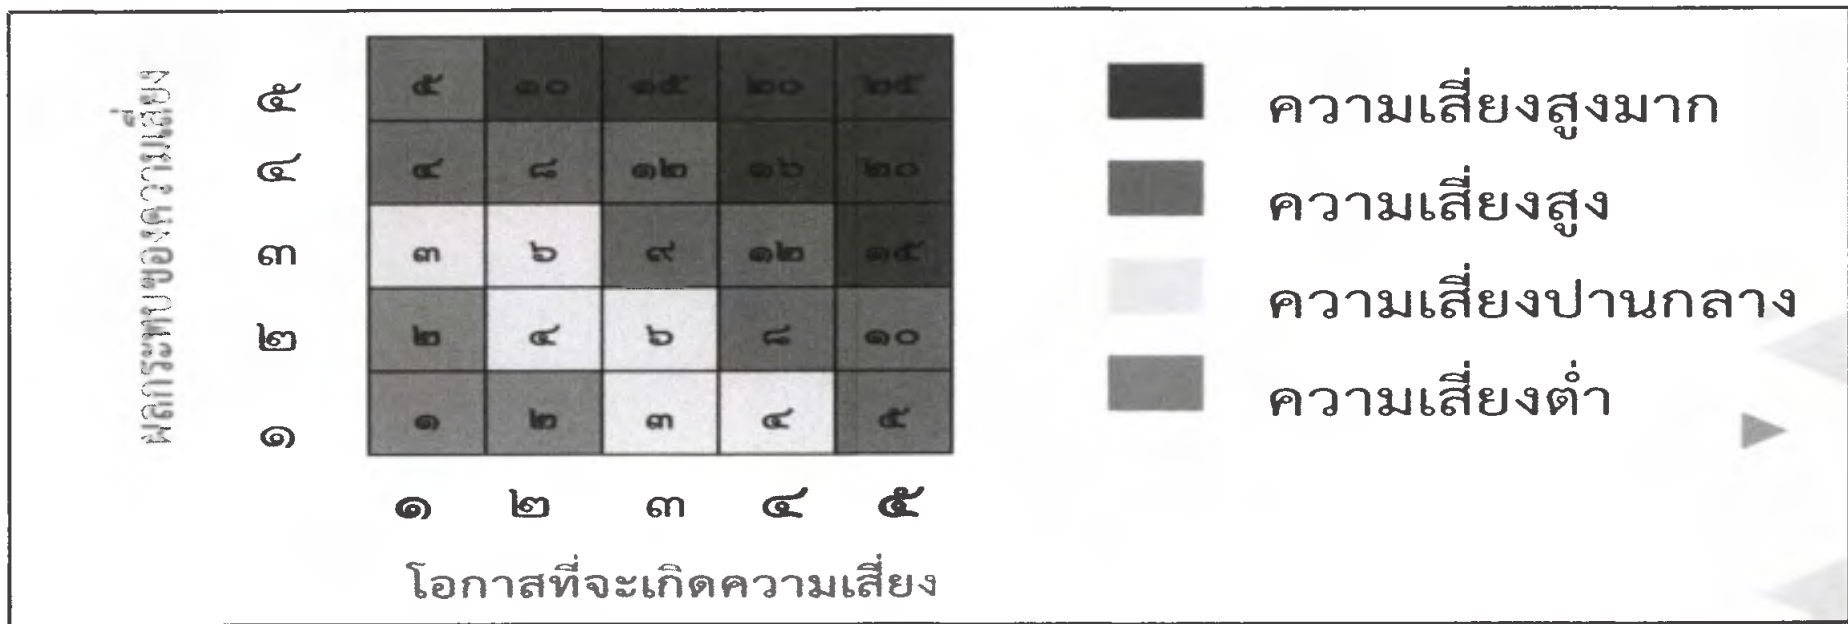 ผลกระทบของความเสี่ยง
๕ ๕ ๑๐ ๑๕ ๒๐ ๒๕
๔ ๔ ๘ ๑๒ ๑๖ ๒๐
๓ ๓ ๖ ๙ ๑๒ ๑๕
๒ ๒ ๔ ๖ ๘ ๑๐
๑ ๑ ๒ ๓ ๔ ๕
๑ ๒ ๓ ๔ ๕
โอกาสที่จะเกิดความเสี่ยง
ความเสี่ยงสูงมาก
ความเสี่ยงสูง
ความเสี่ยงปานกลาง
ความเสี่ยงต่ำ